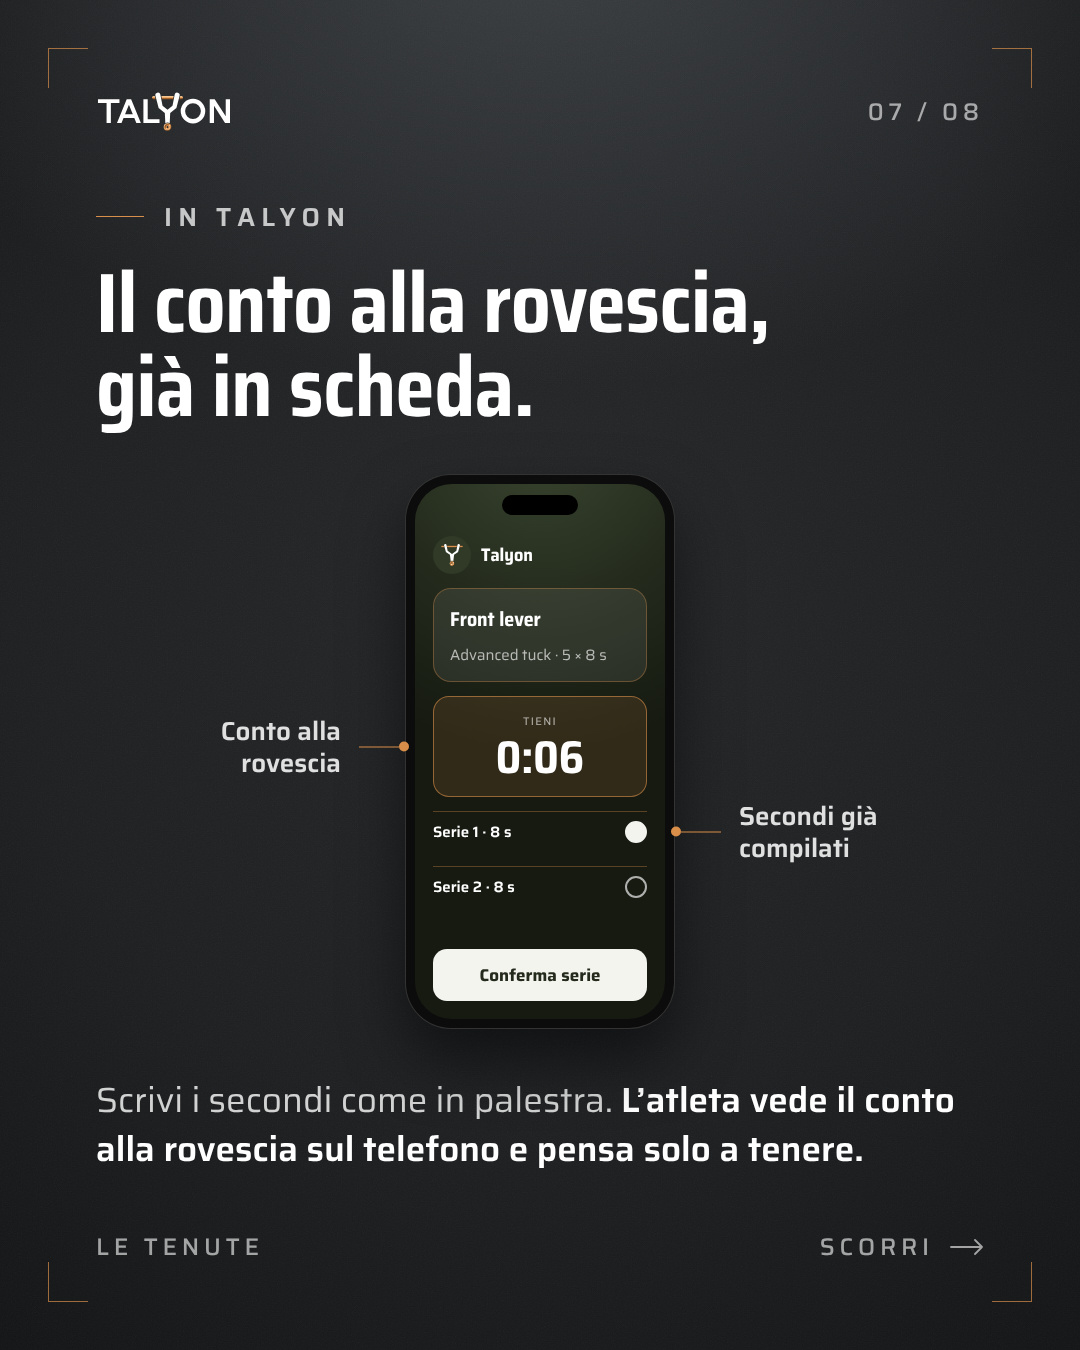 TALYON
07 / 08
IN TALYON
Il conto alla rovescia,
già in scheda.
Talyon
Front lever
Advanced tuck · 5 × 8 s
TIENI
0:06
Conto alla
rovescia
Serie 1 · 8 s
Secondi già
compilati
Serie 2 · 8 s
Conferma serie
Scrivi i secondi come in palestra. L’atleta vede il conto
alla rovescia sul telefono e pensa solo a tenere.
LE TENUTE
SCORRI →